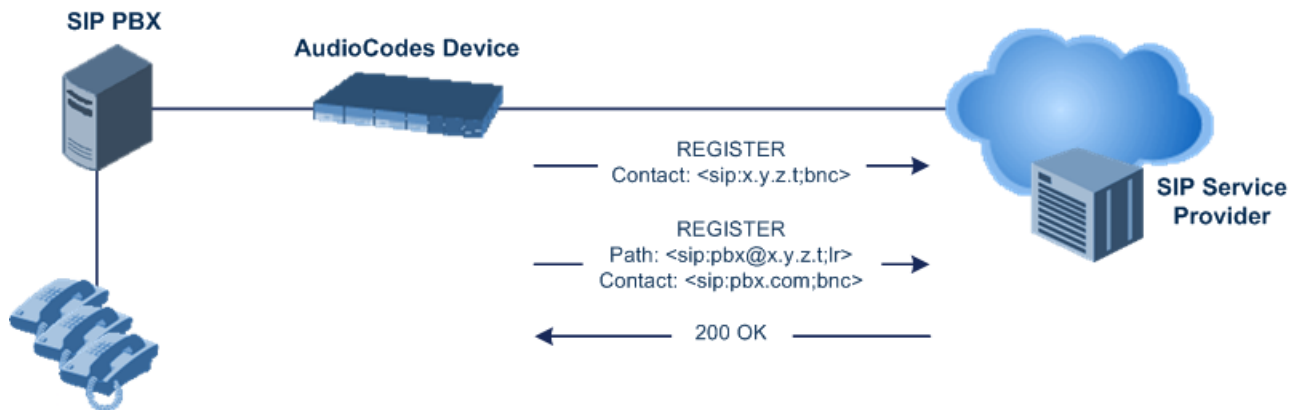 SIP PBX
AudioCodes Device
REGISTER
Contact: <sip:x.y.z.t;bnc>
REGISTER
Path: <sip:pbx@x.y.z.t;lr>
Contact: <sip:pbx.com;bnc>
200 OK
SIP Service
Provider